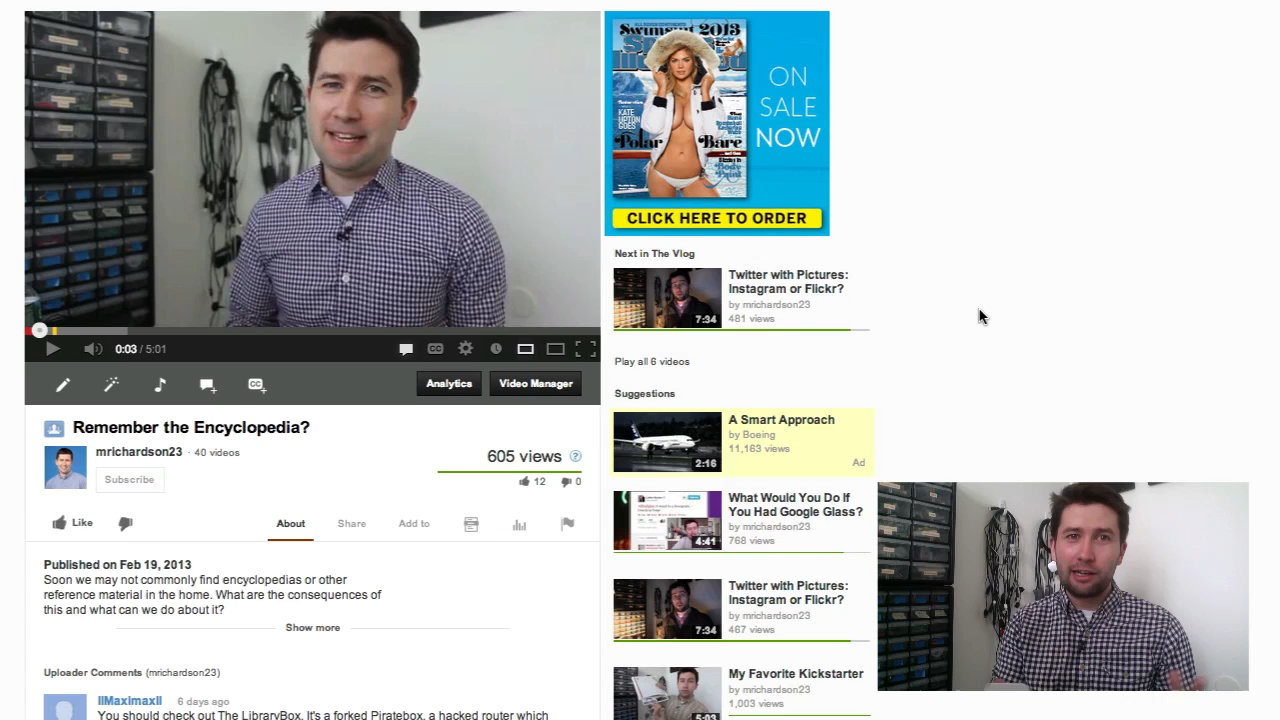 Swimsuit 2013
KATE
UPTON
GOES
Polar Bare
Body
Paint
ON
SALE
NOW
CLICK HERE TO ORDER
Next in The Vlog
Twitter with Pictures:
Instagram or Flickr?
by mrichardson23
481 views
7:34
Play all 6 videos
0:03 / 5:01
CC
Analytics
Video Manager
Remember the Encyclopedia?
mrichardson23 · 40 videos
Subscribe
605 views ?
12 0
Like
About
Share
Add to
Published on Feb 19, 2013
Soon we may not commonly find encyclopedias or other
reference material in the home. What are the consequences of
this and what can we do about it?
Show more
Uploader Comments (mrichardson23)
IIMaximaxII 6 days ago
You should check out The LibraryBox. It's a forked Piratebox, a hacked router which
Suggestions
A Smart Approach
by Boeing
11,163 views
Ad
2:16
What Would You Do If
You Had Google Glass?
by mrichardson23
768 views
4:41
Twitter with Pictures:
Instagram or Flickr?
by mrichardson23
467 views
7:34
My Favorite Kickstarter
by mrichardson23
1,003 views
5:03